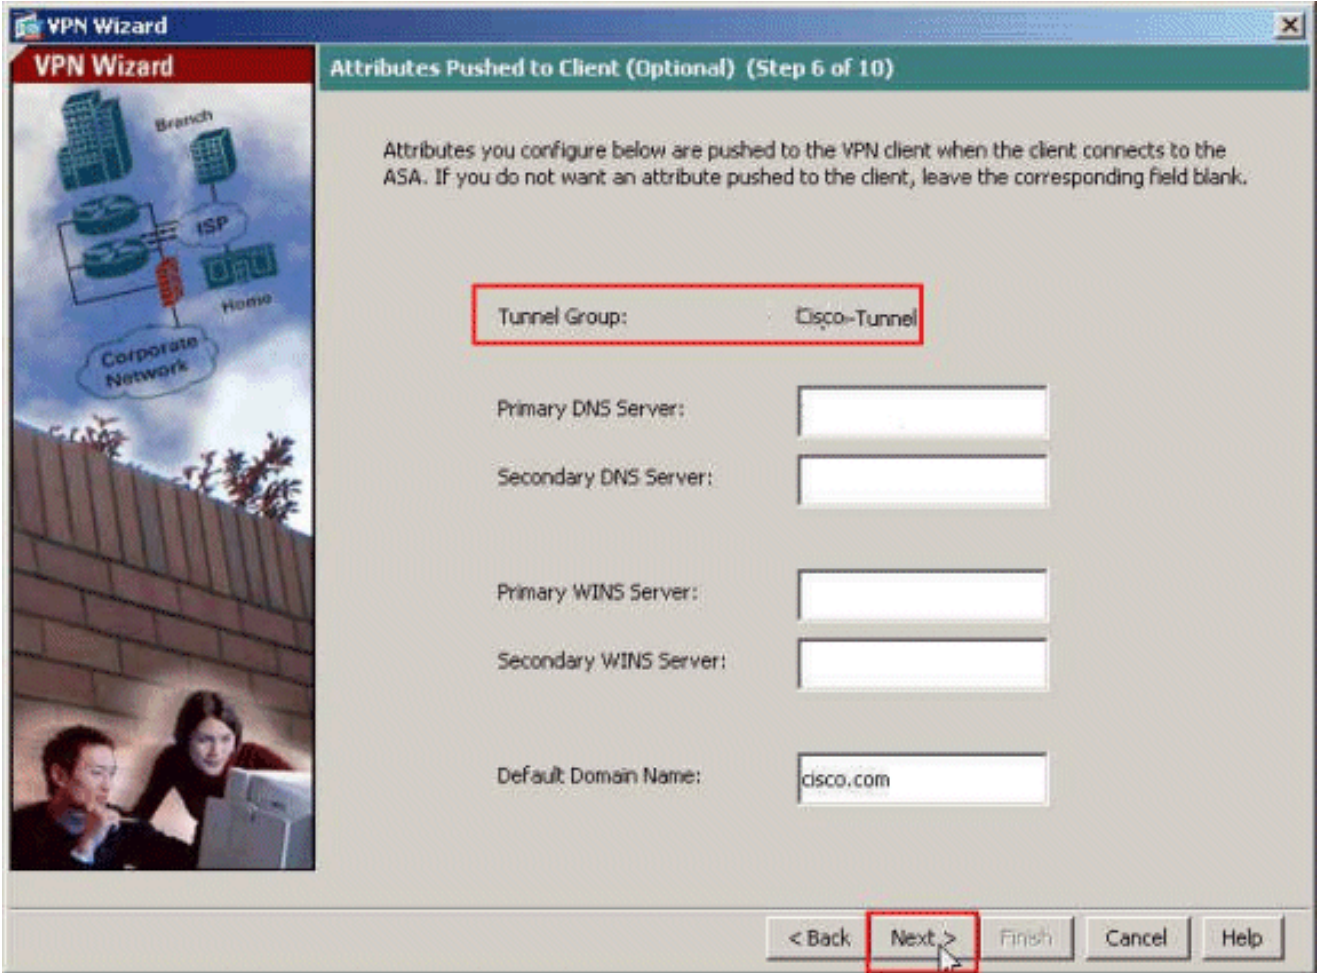 VPN Wizard
VPN Wizard
Attributes Pushed to Client (Optional) (Step 6 of 10)
Branch
ISP
Home
Corporate
Network
Attributes you configure below are pushed to the VPN client when the client connects to the
ASA. If you do not want an attribute pushed to the client, leave the corresponding field blank.
Tunnel Group: Cisco-Tunnel
Primary DNS Server:
Secondary DNS Server:
Primary WINS Server:
Secondary WINS Server:
Default Domain Name: cisco.com
< Back Next > Finish Cancel Help